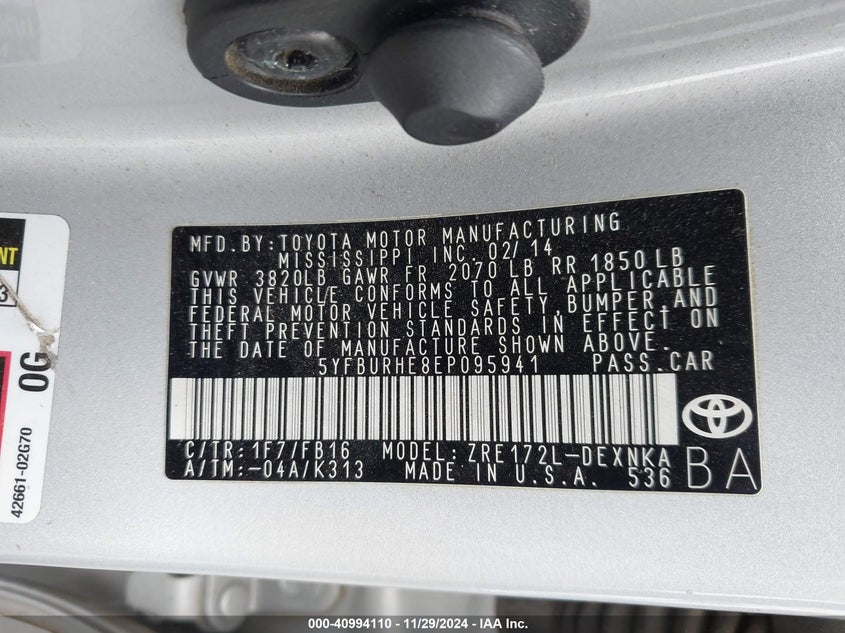 MFD.BY:TOYOTA MOTOR MANUFACTURING
MISSISSIPPI INC. 02/14
GVWR 3820LB GAWR FR 2070 LB RR 1850 LB
THIS VEHICLE CONFORMS TO ALL APPLICABLE
FEDERAL MOTOR VEHICLE SAFETY,BUMPER,AND
THEFT PREVENTION STANDARDS IN EFFECT ON
THE DATE OF MANUFACTURE SHOWN ABOVE.
5YFBURHE8EP095941 PASS.CAR
C/TR: 1F7/FB16 MODEL: ZRE172L-DEXNKA
A/TM:-04A/K313 MADE IN U.S.A. 536
BA
NT
3
0G
42661-02G70
000-40994110 - 11/29/2024 - IAA Inc.